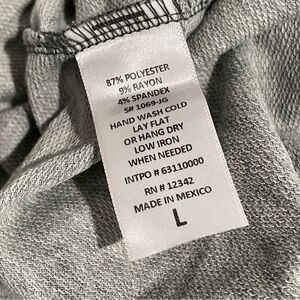 87% POLYESTER
9% RAYON
4% SPANDEX
S# 1069-JG
HAND WASH COLD
LAY FLAT
OR HANG DRY
LOW IRON
WHEN NEEDED
INTPO # 63110000
RN # 12342
MADE IN MEXICO
L